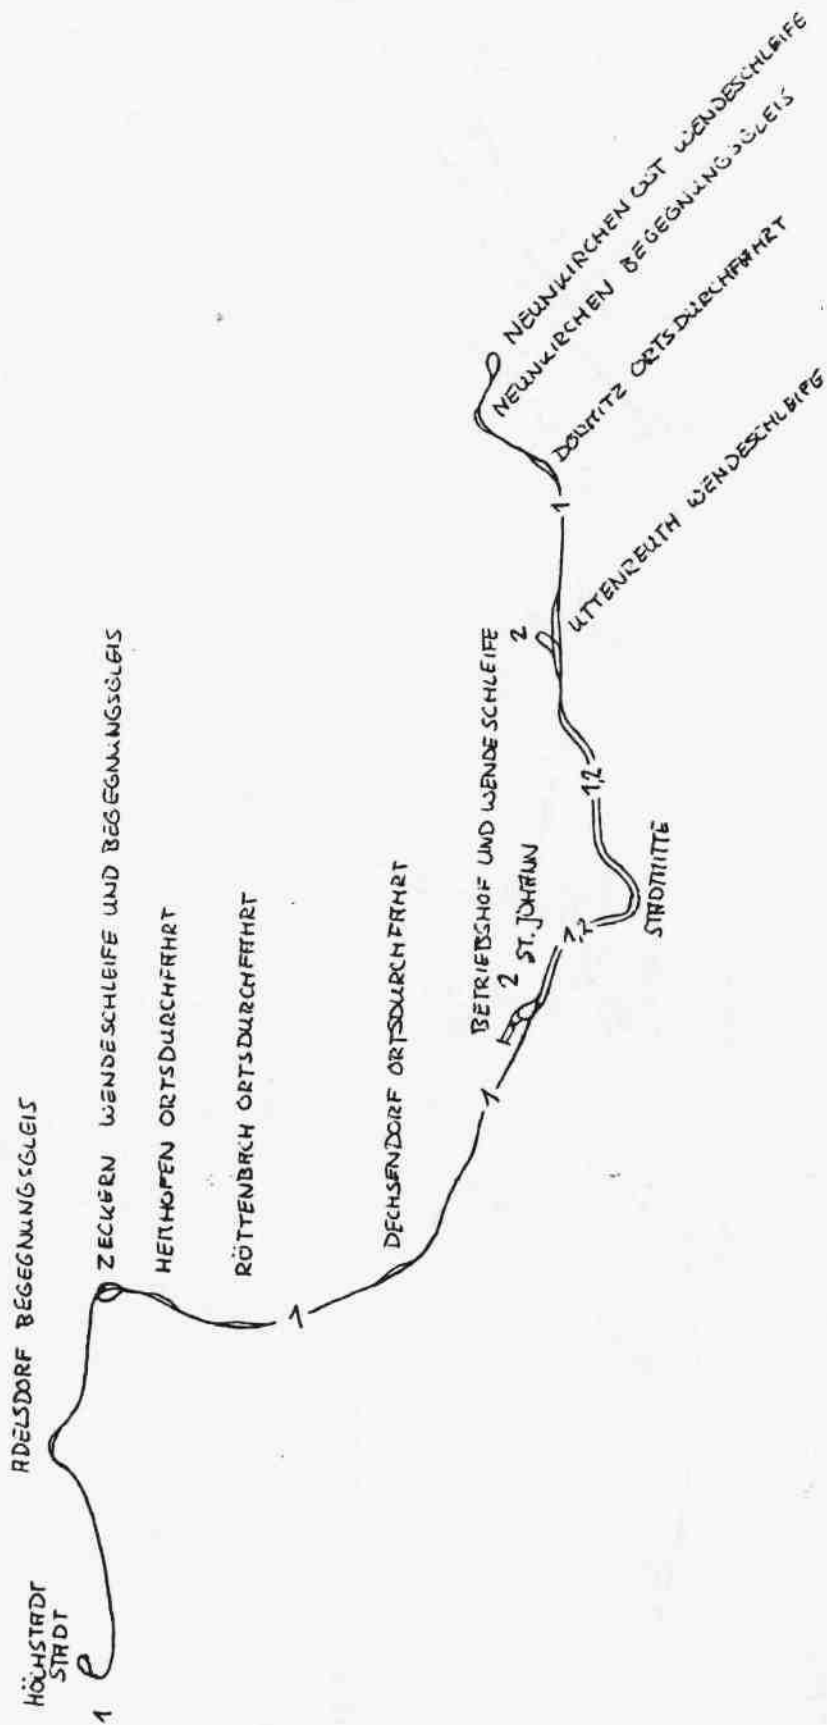 HÖCHSTADT
STADT
1
ADELSDORF BEGEGNUNGSGLEIS
ZECKERN WENDESCHLEIFE UND BEGEGNUNGSGLEIS
HEMHOFEN ORTSDURCHFAHRT
RÖTTENBACH ORTSDURCHFAHRT
1
DECHSENDORF ORTSDURCHFAHRT
1
BETRIEBSHOF UND WENDESCHLEIFE
2 ST. JOHANN
1,2
STADTMITTE
1,2
2
UTTENREUTH WENDESCHLEIFE
1
DORMITZ ORTSDURCHFAHRT
NEUNKIRCHEN BEGEGNUNGSGLEIS
NEUNKIRCHEN OST WENDESCHLEIFE